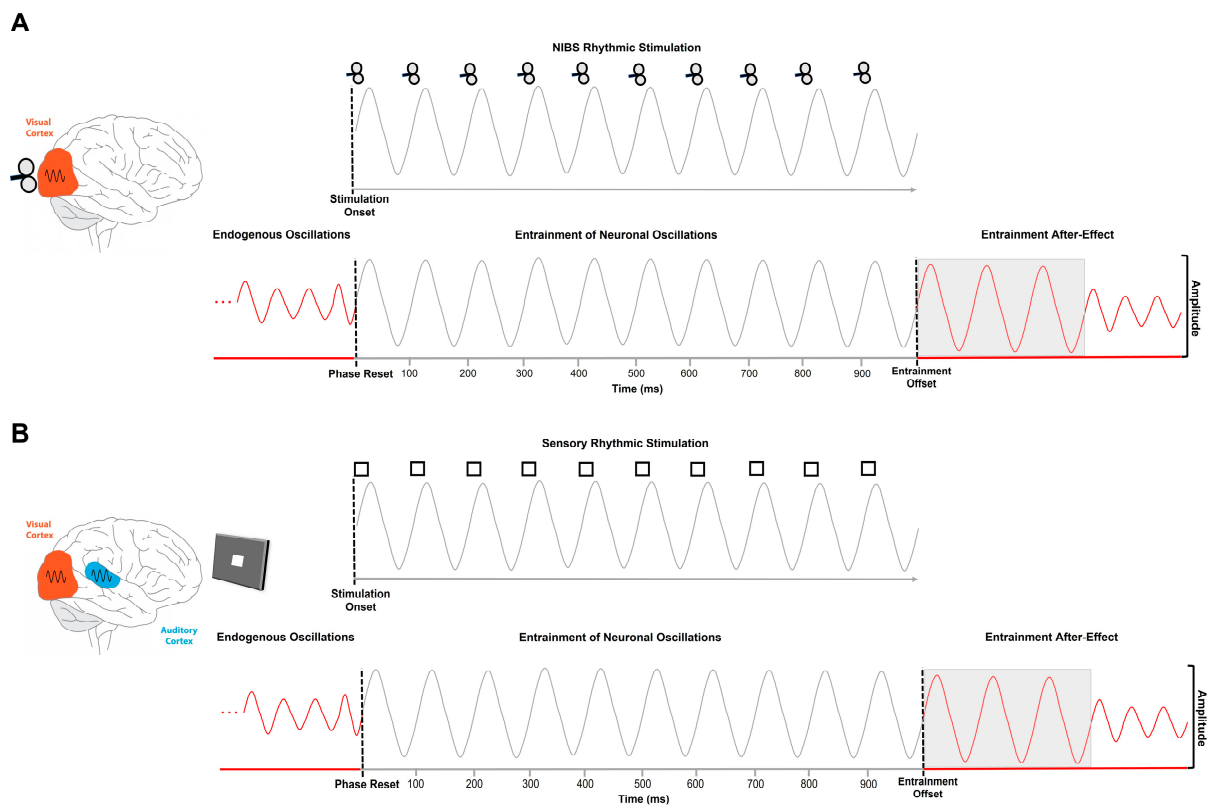 A
NIBS Rhythmic Stimulation
Visual
Cortex
Stimulation
Onset
Endogenous Oscillations
Entrainment of Neuronal Oscillations
Entrainment After-Effect
...
Amplitude
Phase Reset
100
200
300
400
500
600
700
800
900
Entrainment
Offset
Time (ms)
B
Sensory Rhythmic Stimulation
Visual
Cortex
Stimulation
Onset
Auditory
Cortex
Endogenous Oscillations
Entrainment of Neuronal Oscillations
Entrainment After-Effect
....
Amplitude
Phase Reset
100
200
300
400
500
600
700
800
900
Entrainment
Offset
Time (ms)